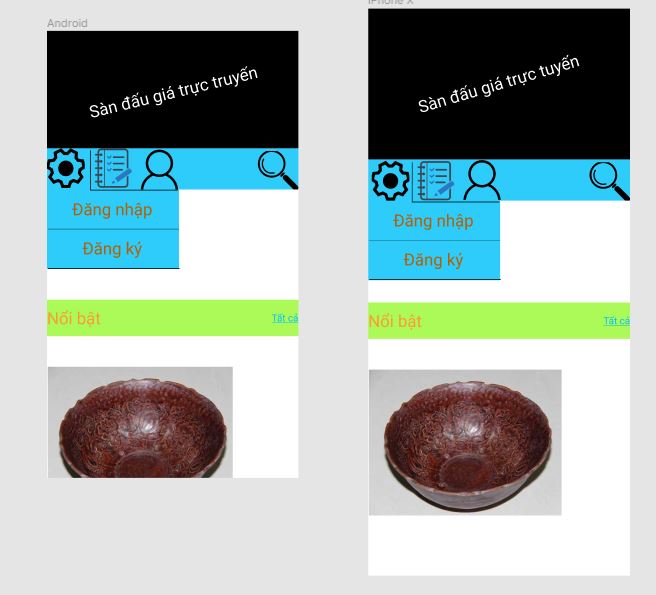 Android
Sàn đấu giá trực truyến
Đăng nhập
Đăng ký
Nổi bật
Tất cả
iPhone X
Sàn đấu giá trực tuyến
Đăng nhập
Đăng ký
Nổi bật
Tất cả